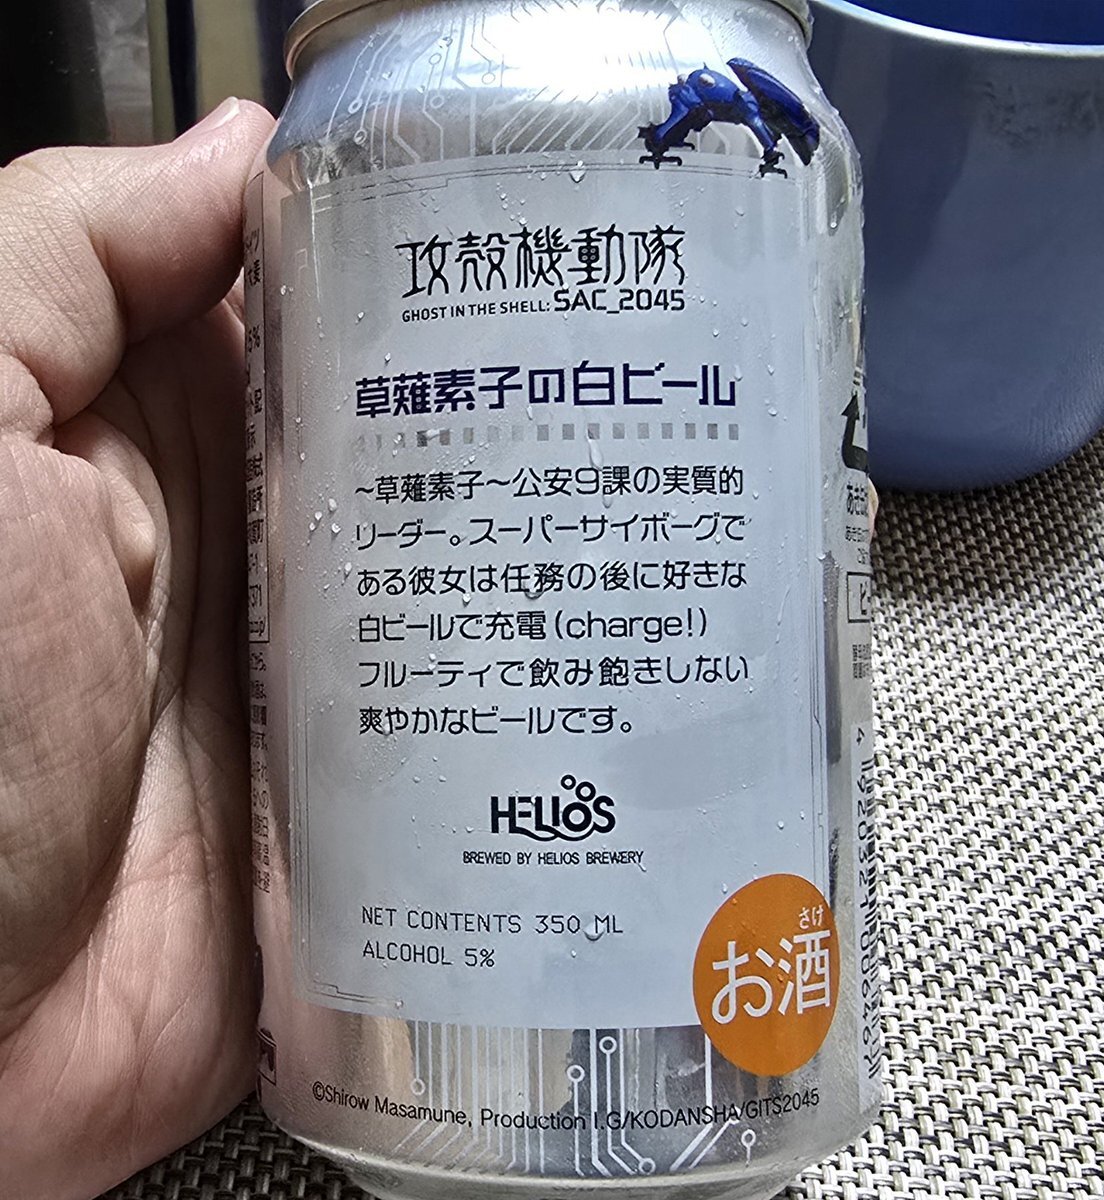 攻殻機動隊
GHOST IN THE SHELL: SAC_2045
草薙素子の白ビール
～草薙素子～公安9課の実質的
リーダー。スーパーサイボーグで
ある彼女は任務の後に好きな
白ビールで充電(charge!)
フルーティで飲み飽きしない
爽やかなビールです。
HELIOS
BREWED BY HELIOS BREWERY
NET CONTENTS 350 ML
ALCOHOL 5%
さけ
お酒
©Shirow Masamune, Production I.G/KODANSHA/GITS2045